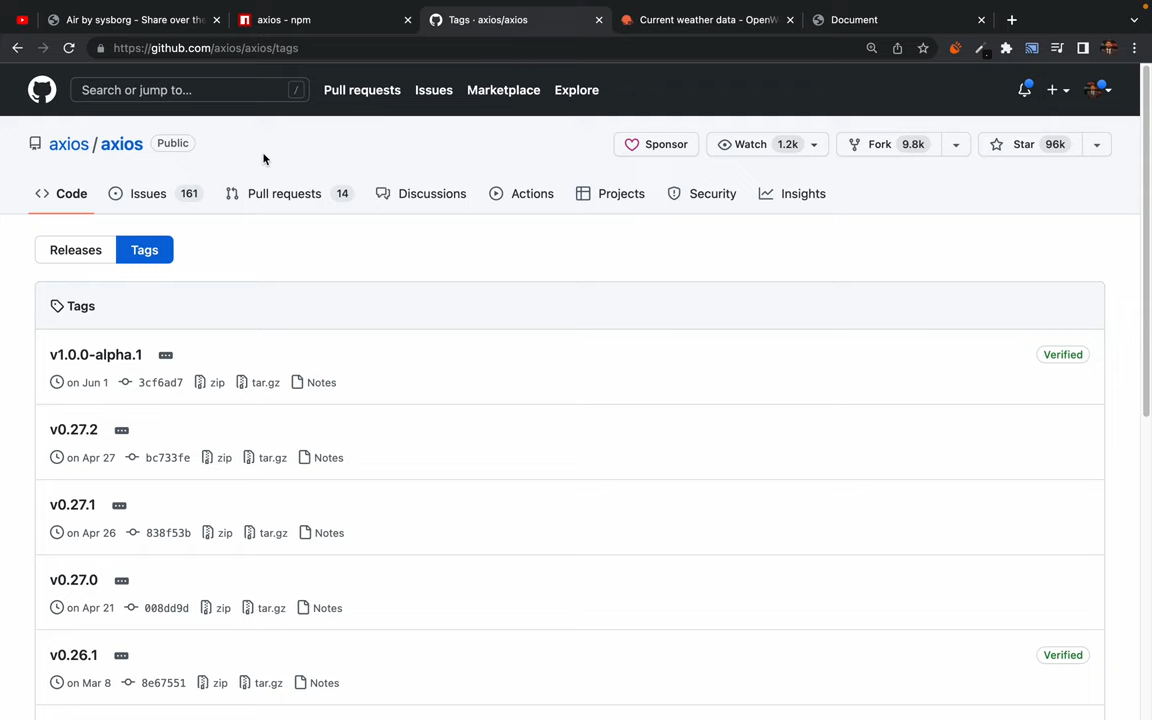 Air by sysborg - Share over the
axios - npm
Tags · axios/axios
Current weather data - OpenW
Document
https://github.com/axios/axios/tags
Search or jump to...
/
Pull requests
Issues
Marketplace
Explore
axios / axios
Public
Sponsor
Watch 1.2k
Fork 9.8k
Star 96k
Code
Issues 161
Pull requests 14
Discussions
Actions
Projects
Security
Insights
Releases
Tags
Tags
v1.0.0-alpha.1
Verified
on Jun 1 3cf6ad7 zip tar.gz Notes
v0.27.2
on Apr 27 bc733fe zip tar.gz Notes
v0.27.1
on Apr 26 838f53b zip tar.gz Notes
v0.27.0
on Apr 21 008dd9d zip tar.gz Notes
v0.26.1
Verified
on Mar 8 8e67551 zip tar.gz Notes